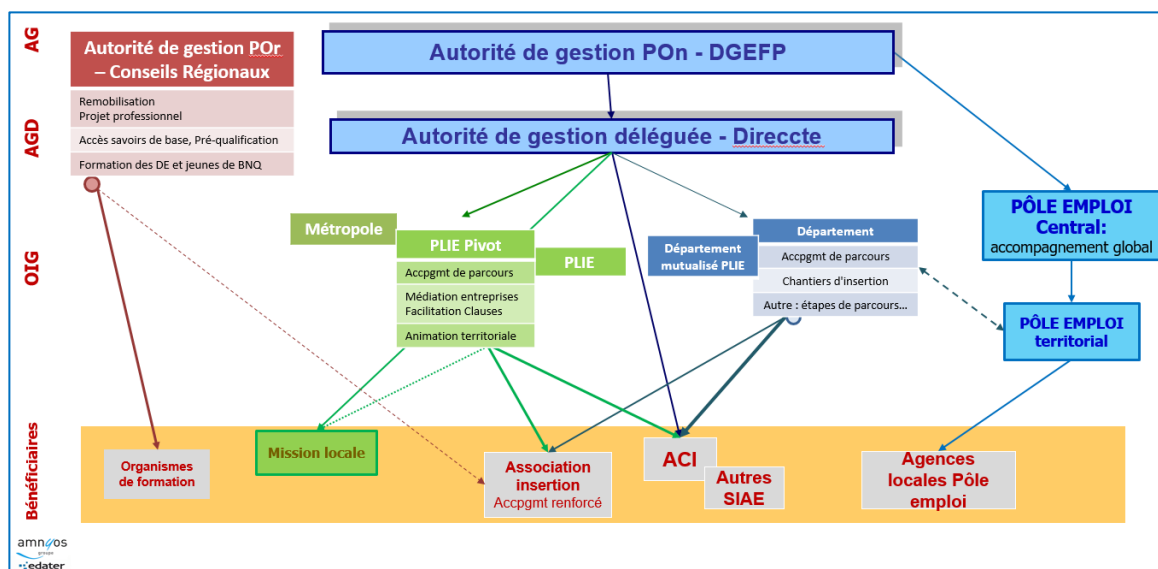 AG
Autorité de gestion POr
– Conseils Régionaux
Remobilisation
Projet professionnel
Accès savoirs de base, Pré-qualification
Formation des DE et jeunes de BNQ
Autorité de gestion POn - DGEFP
AGD
Autorité de gestion déléguée - Direccte
OIG
Métropole
PLIE Pivot
Accpgmt de parcours
Médiation entreprises
Facilitation Clauses
Animation territoriale
PLIE
Département
mutualisé PLIE
Département
Accpgmt de parcours
Chantiers d’insertion
Autre : étapes de parcours…
PÔLE EMPLOI
Central:
accompagnement global
PÔLE EMPLOI
territorial
Bénéficiaires
Organismes
de formation
Mission locale
Association
insertion
Accpgmt renforcé
ACI
Autres
SIAE
Agences
locales Pôle
emploi
amnyos
groupe
edater